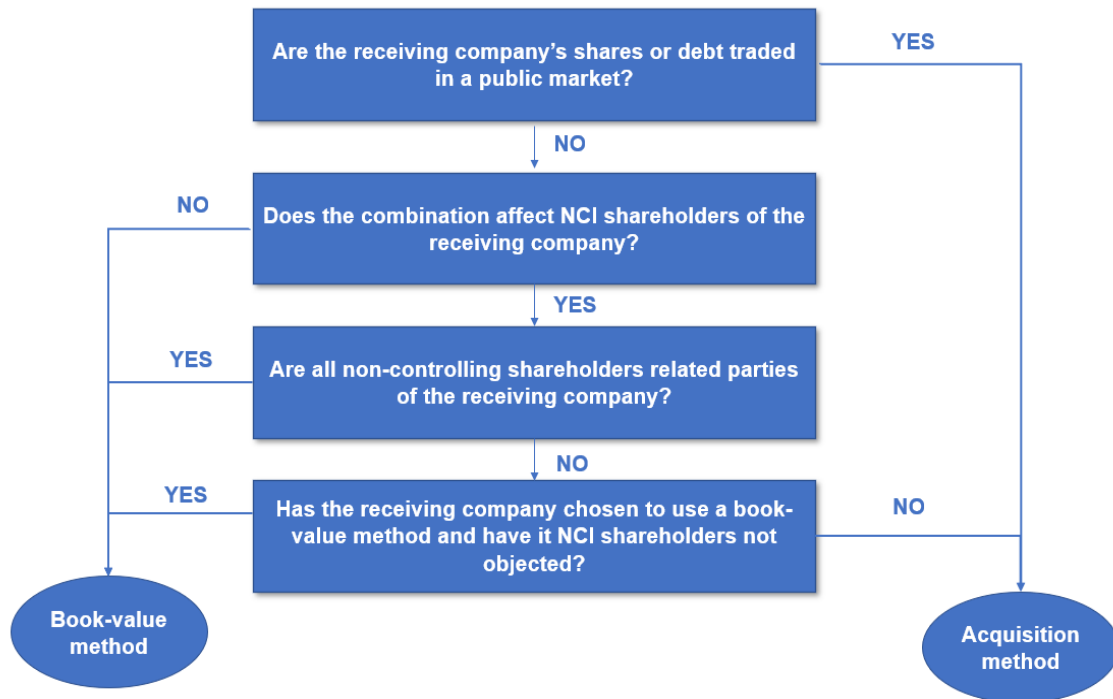 Are the receiving company's shares or debt traded
in a public market?
YES
NO
NO
Does the combination affect NCI shareholders of the
receiving company?
YES
YES
Are all non-controlling shareholders related parties
of the receiving company?
NO
YES
Has the receiving company chosen to use a book-
value method and have it NCI shareholders not
objected?
NO
Book-value
method
Acquisition
method